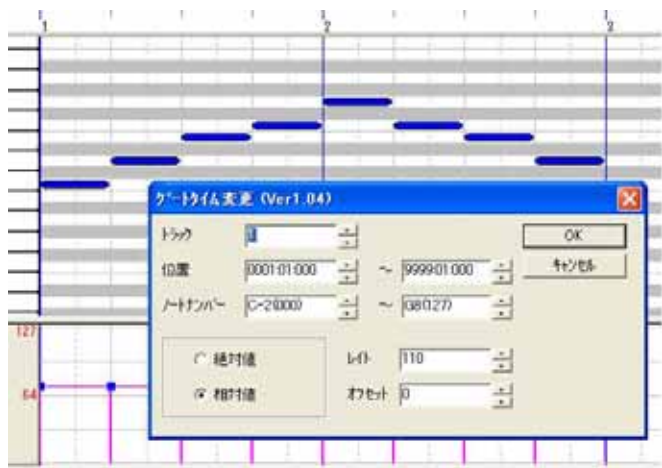 1
2
3
ゲートタイム変更 (Ver1.04)
トラック 1
OK
位置 0001:01:000 ～ 9999:01:000
キャンセル
ノートナンバー C-2(000) ～ G8(127)
127
絶対値
レイト 110
64
相対値
オフセット 0